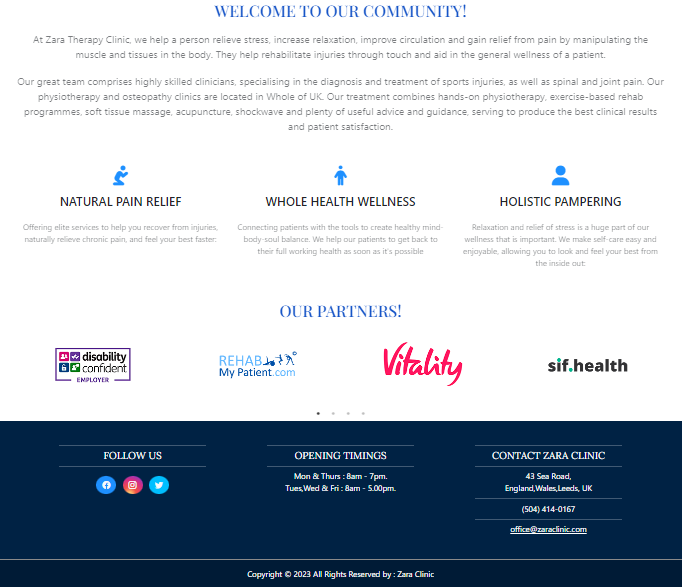 WELCOME TO OUR COMMUNITY!
At Zara Therapy Clinic, we help a person relieve stress, increase relaxation, improve circulation and gain relief from pain by manipulating the
muscle and tissues in the body. They help rehabilitate injuries through touch and aid in the general wellness of a patient.
Our great team comprises highly skilled clinicians, specialising in the diagnosis and treatment of sports injuries, as well as spinal and joint pain. Our
physiotherapy and osteopathy clinics are located in Whole of UK. Our treatment combines hands-on physiotherapy, exercise-based rehab
programmes, soft tissue massage, acupuncture, shockwave and plenty of useful advice and guidance, serving to produce the best clinical results
and patient satisfaction.
NATURAL PAIN RELIEF
Offering elite services to help you recover from injuries,
naturally relieve chronic pain, and feel your best faster.
WHOLE HEALTH WELLNESS
Connecting patients with the tools to create healthy mind-
body-soul balance. We help our patients to get back to
their full working health as soon as it's possible
HOLISTIC PAMPERING
Relaxation and relief of stress is a huge part of our
wellness that is important. We make self-care easy and
enjoyable, allowing you to look and feel your best from
the inside out.
OUR PARTNERS!
disability
confident
EMPLOYER
REHAB
My Patient.com
Vitality
sif.health
FOLLOW US
OPENING TIMINGS
Mon & Thurs : 8am - 7pm.
Tues,Wed & Fri : 8am - 5.00pm.
CONTACT ZARA CLINIC
43 Sea Road,
England,Wales,Leeds, UK
(504) 414-0167
office@zaraclinic.com
Copyright © 2023 All Rights Reserved by : Zara Clinic